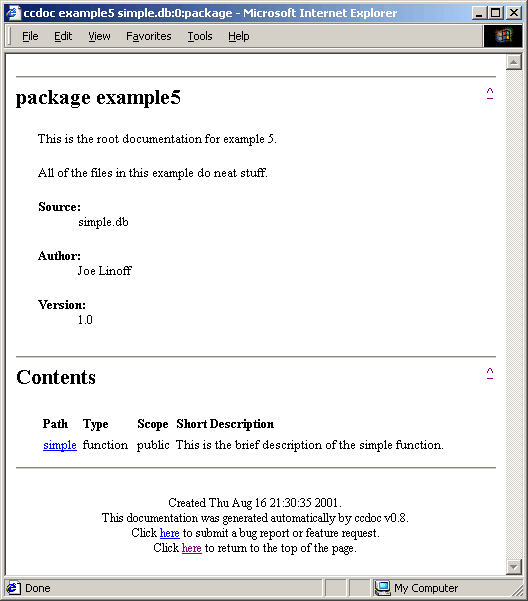 ccdoc example5 simple.db:0:package - Microsoft Internet Explorer
File Edit View Favorites Tools Help
package example5 ^
This is the root documentation for example 5.
All of the files in this example do neat stuff.
Source:
simple.db
Author:
Joe Linoff
Version:
1.0
Contents ^
Path Type Scope Short Description
simple function public This is the brief description of the simple function.
Created Thu Aug 16 21:30:35 2001.
This documentation was generated automatically by ccdoc v0.8.
Click here to submit a bug report or feature request.
Click here to return to the top of the page.
Done My Computer